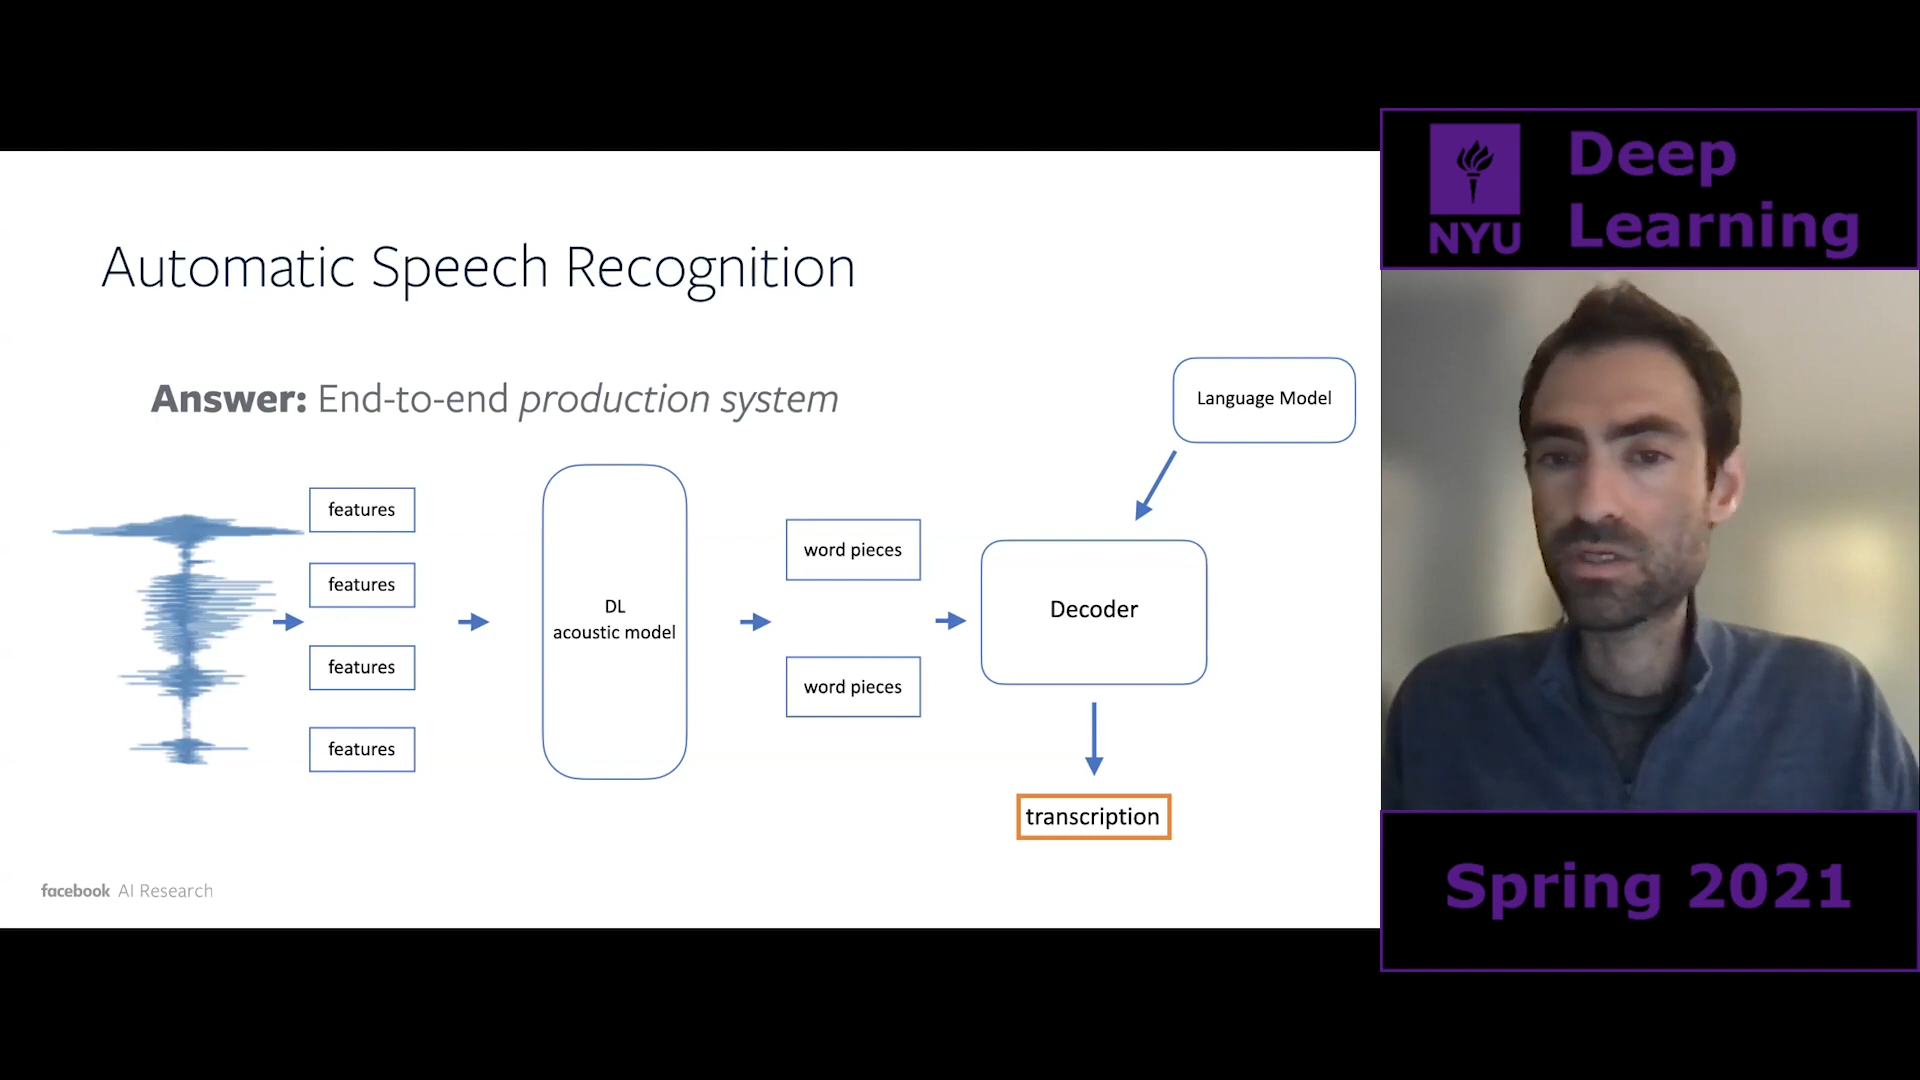 Automatic Speech Recognition
Answer: End-to-end production system
Language Model
features
features
features
features
DL
acoustic model
word pieces
word pieces
Decoder
transcription
facebook AI Research
NYU
Deep
Learning
Spring 2021